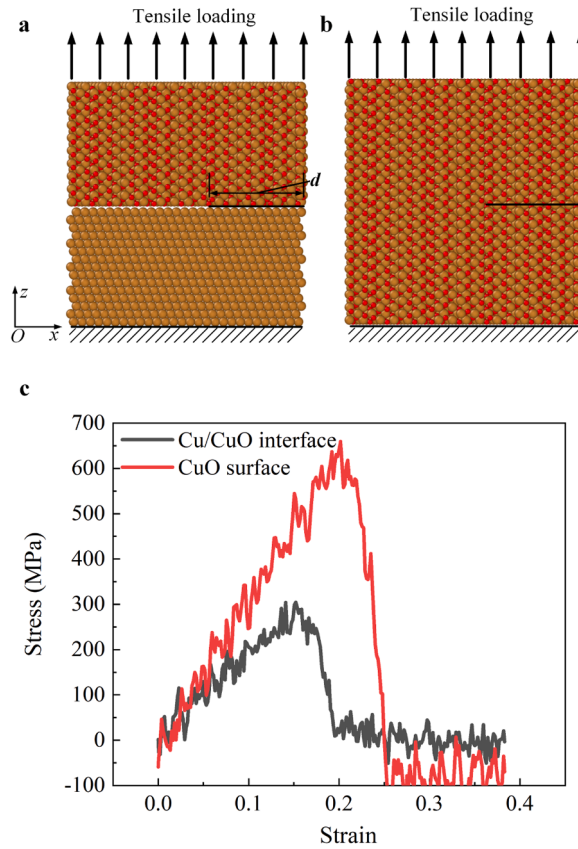 a
Tensile loading
b
Tensile loading
d
z
O
x
c
700
600
500
400
300
200
100
0
-100
Stress (MPa)
Cu/CuO interface
CuO surface
0.0 0.1 0.2 0.3 0.4
Strain